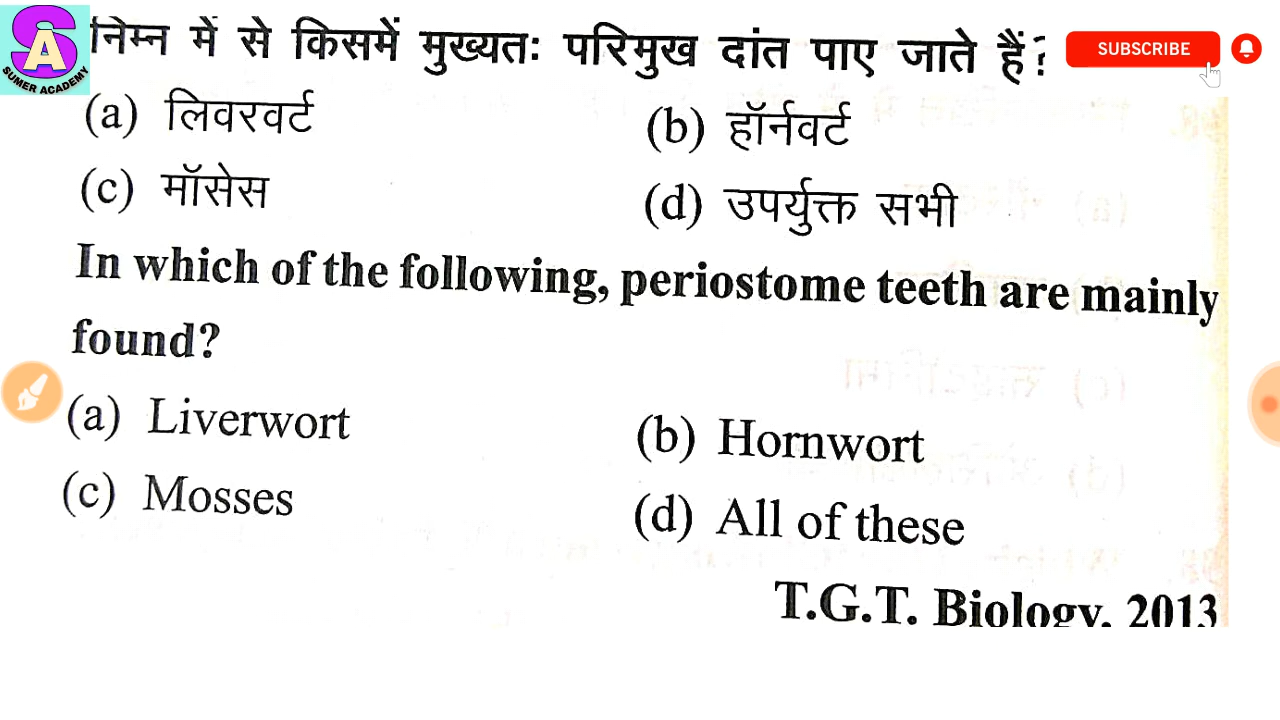 SA
SUMER ACADEMY
निम्न में से किसमें मुख्यतः परिमुख दांत पाए जाते हैं?
SUBSCRIBE
(a) लिवरवर्ट (b) हॉर्नवर्ट
(c) मॉसेस (d) उपर्युक्त सभी
In which of the following, periostome teeth are mainly
found?
(a) Liverwort (b) Hornwort
(c) Mosses (d) All of these
T.G.T. Biology, 2013